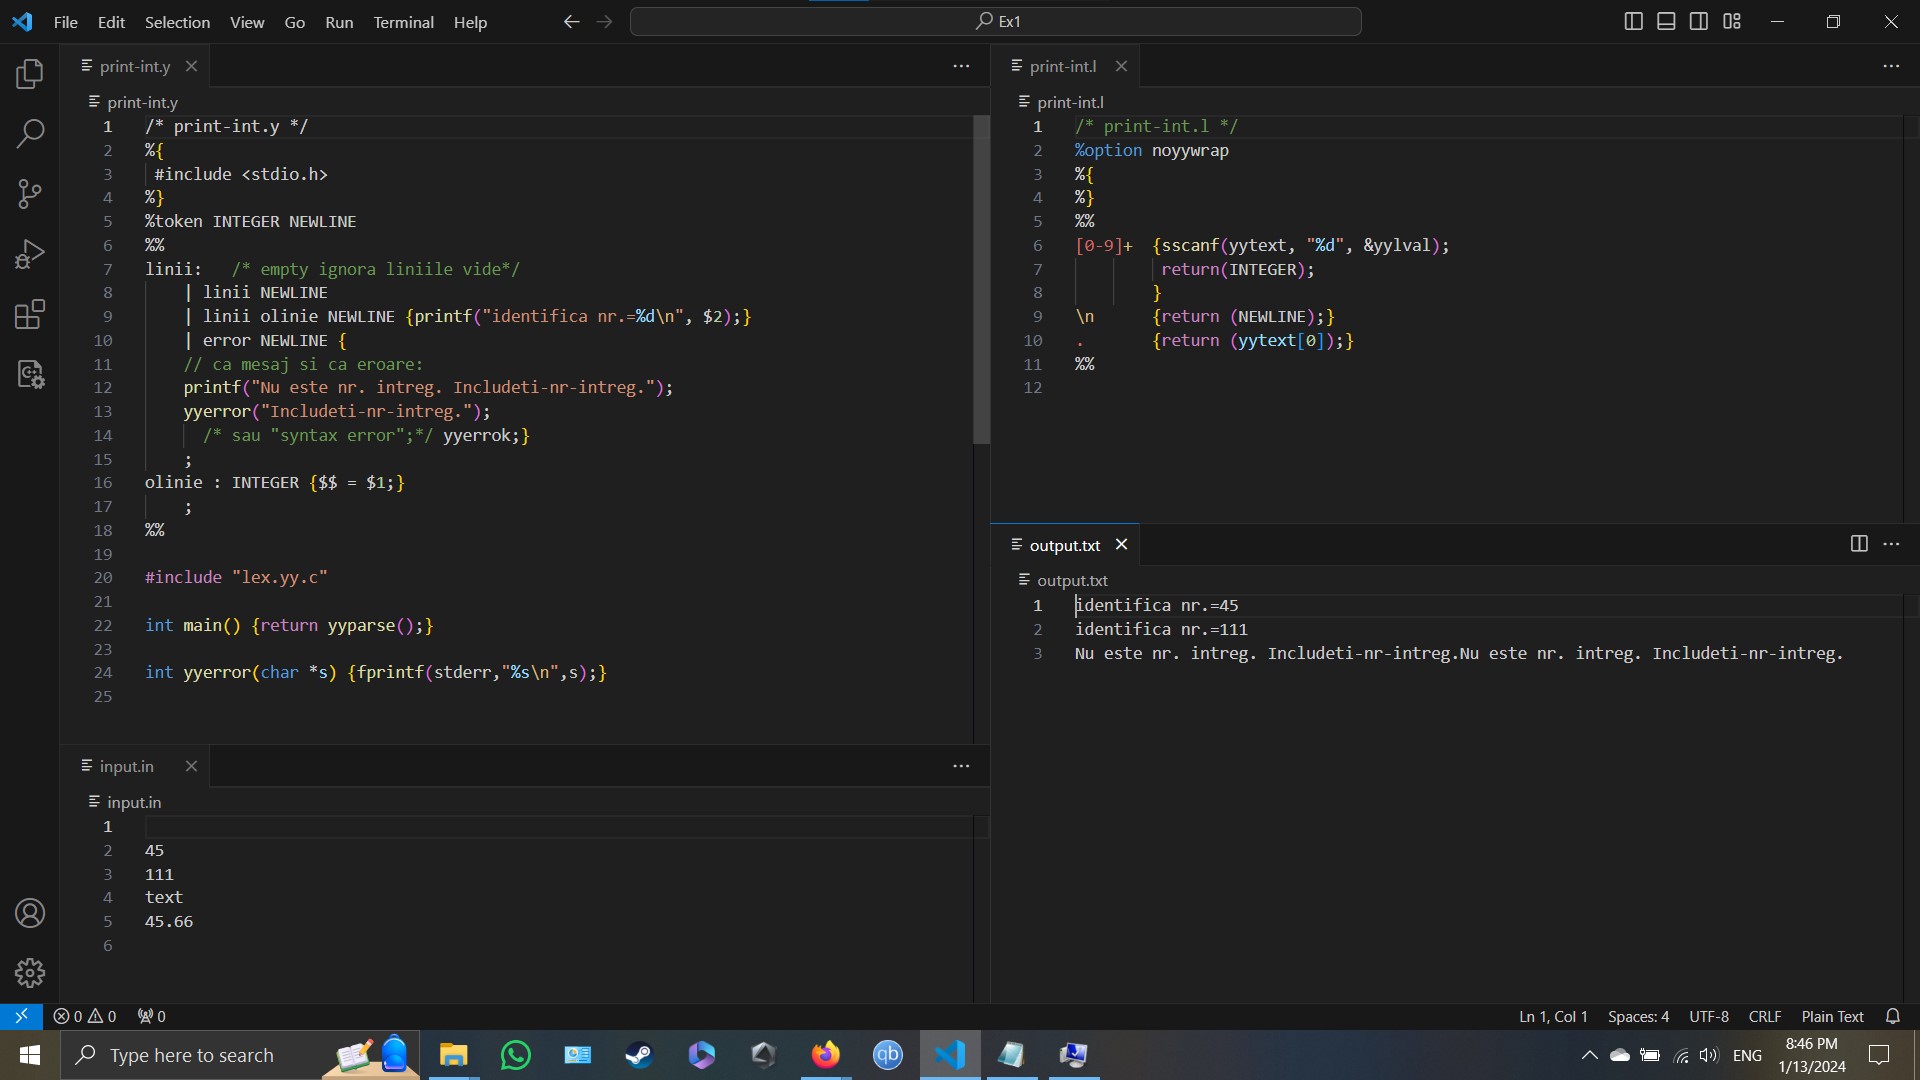 File Edit Selection View Go Run Terminal Help
Ex1
print-int.y
print-int.y
1 /* print-int.y */
2 %{
3 #include <stdio.h>
4 %}
5 %token INTEGER NEWLINE
6 %%
7 linii: /* empty ignora liniile vide*/
8 | linii NEWLINE
9 | linii olinie NEWLINE {printf("identifica nr.=%d\n", $2);}
10 | error NEWLINE {
11 // ca mesaj si ca eroare:
12 printf("Nu este nr. intreg. Includeti-nr-intreg.");
13 yyerror("Includeti-nr-intreg.");
14 /* sau "syntax error";*/ yyerrok;}
15 ;
16 olinie : INTEGER {$$ = $1;}
17 ;
18 %%
19
20 #include "lex.yy.c"
21
22 int main() {return yyparse();}
23
24 int yyerror(char *s) {fprintf(stderr,"%s\n",s);}
25
input.in
input.in
1
2 45
3 111
4 text
5 45.66
6
print-int.l
print-int.l
1 /* print-int.l */
2 %option noyywrap
3 %{
4 %}
5 %%
6 [0-9]+ {sscanf(yytext, "%d", &yylval);
7 return(INTEGER);
8 }
9 \n {return (NEWLINE);}
10 . {return (yytext[0]);}
11 %%
12
output.txt
output.txt
1 identifica nr.=45
2 identifica nr.=111
3 Nu este nr. intreg. Includeti-nr-intreg.Nu este nr. intreg. Includeti-nr-intreg.
0 0 0
Ln 1, Col 1 Spaces: 4 UTF-8 CRLF Plain Text
Type here to search
qb
ENG
8:46 PM
1/13/2024